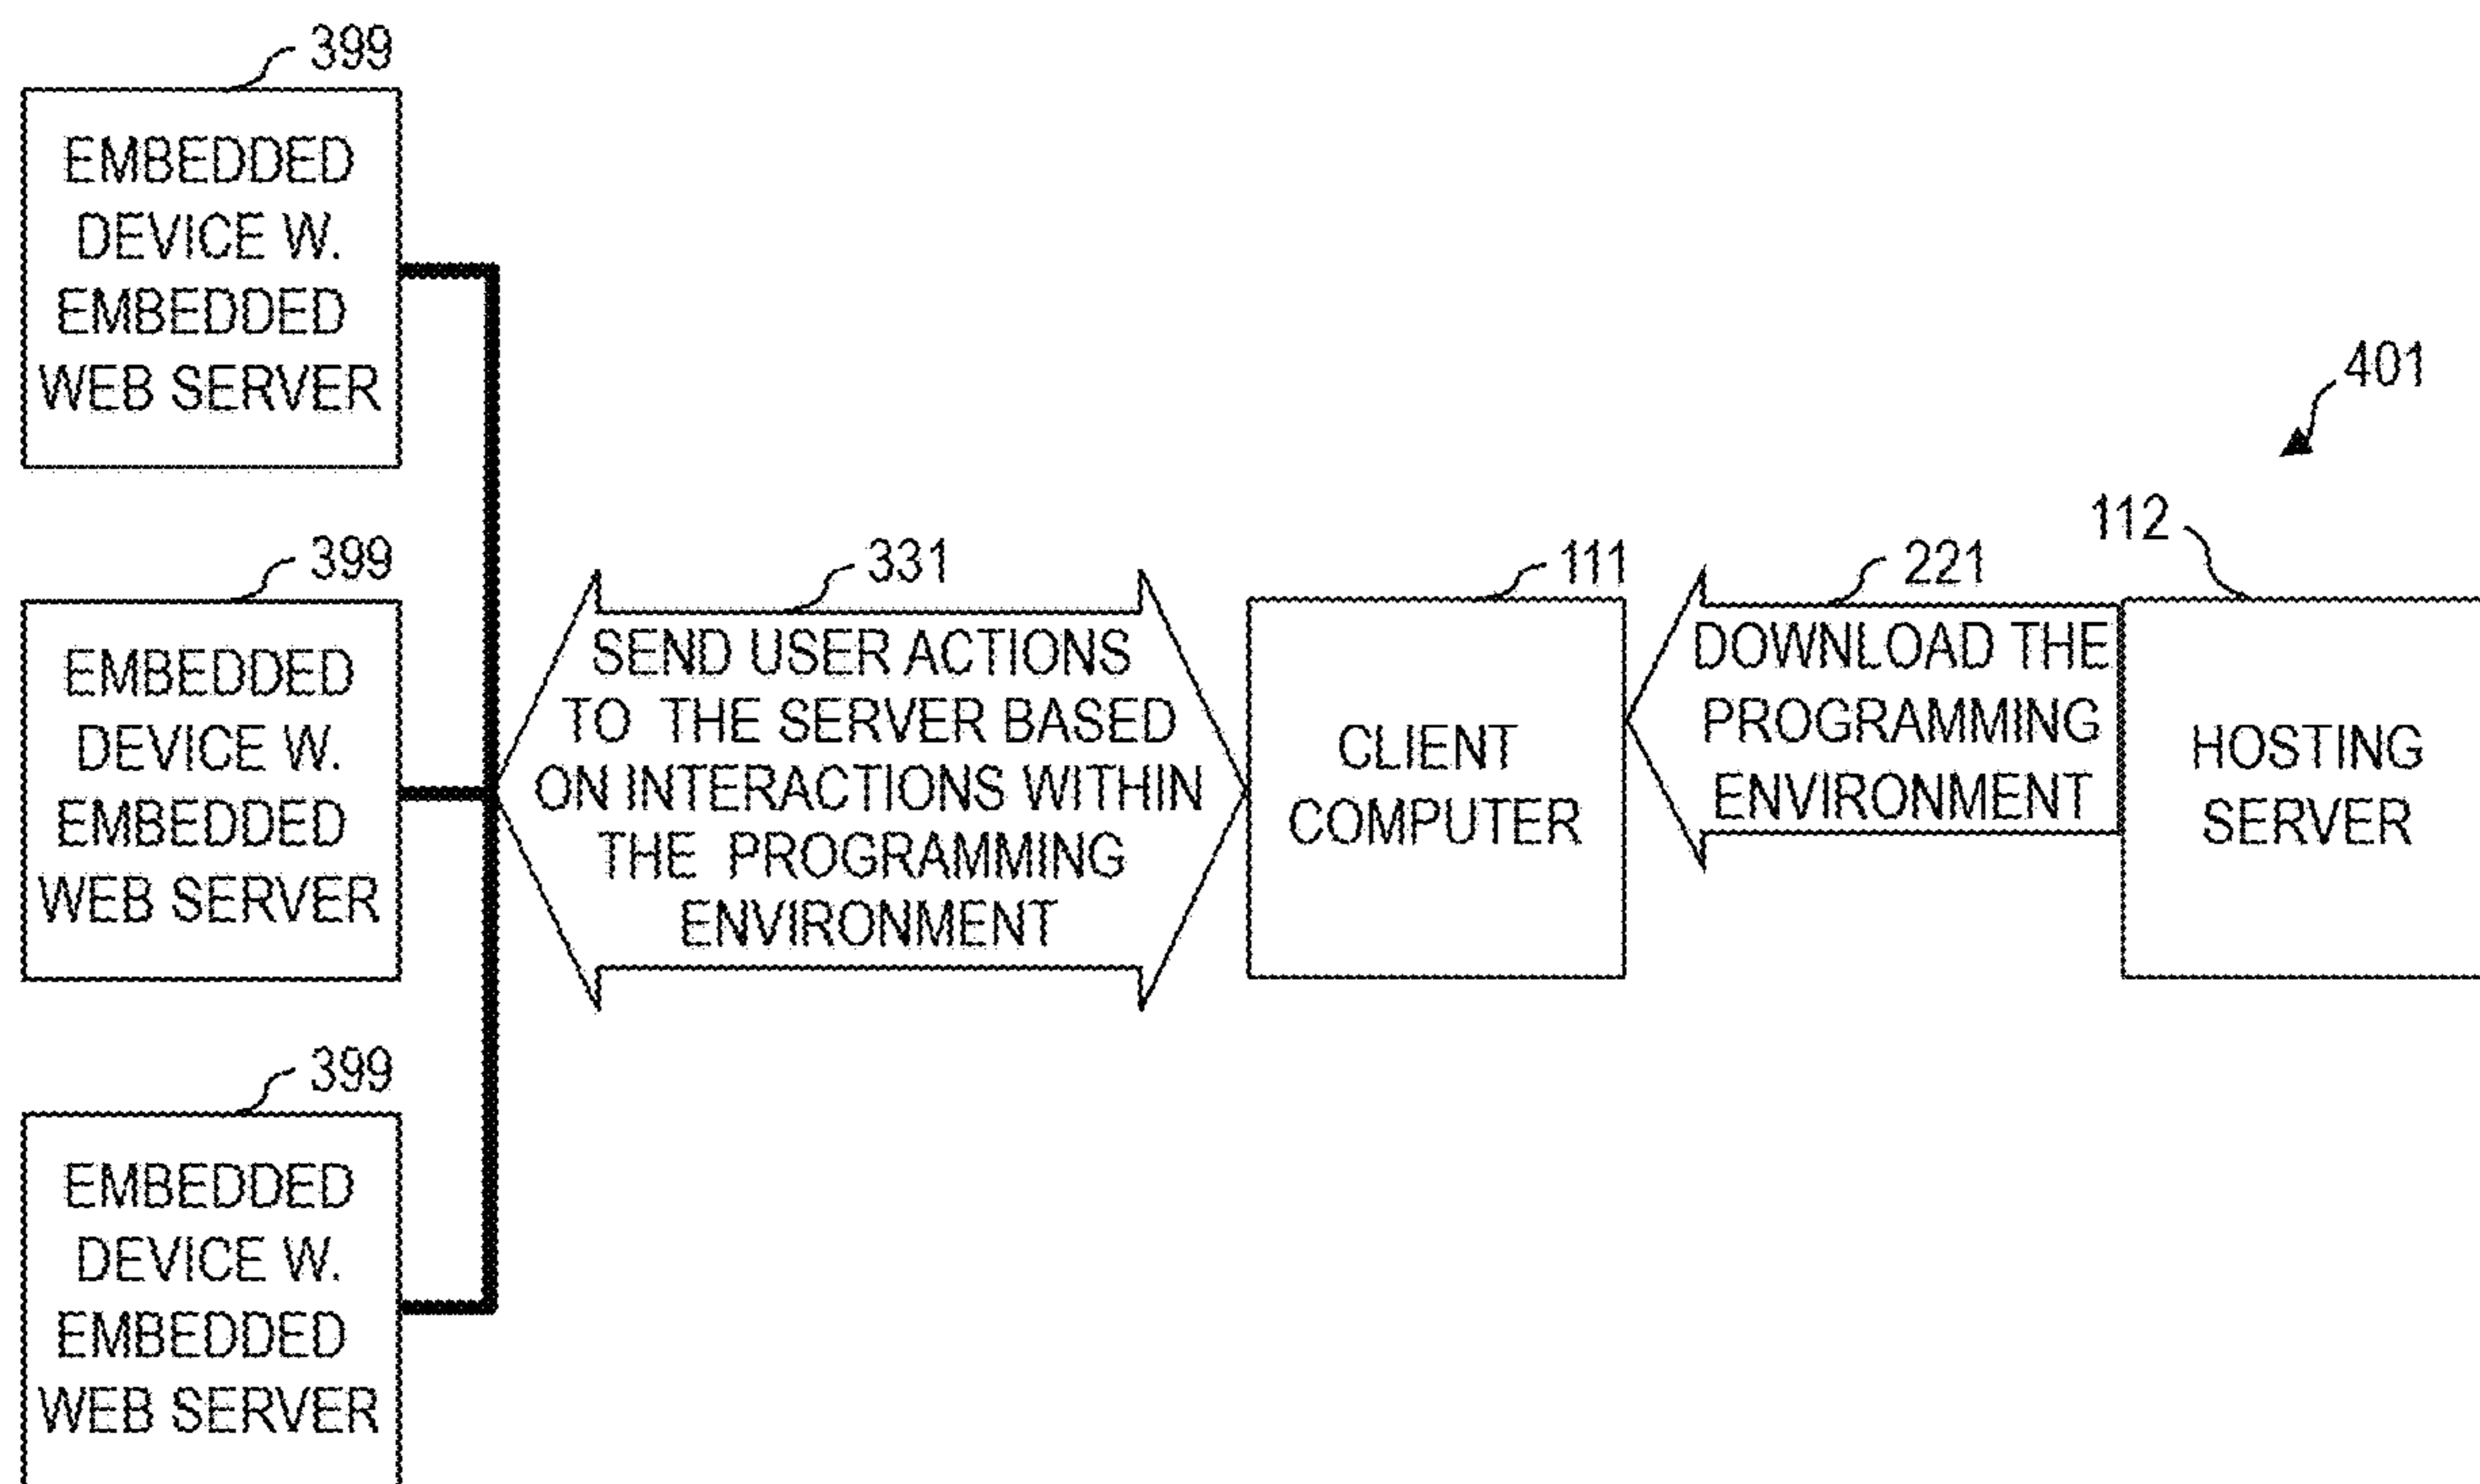 399
EMBEDDED
DEVICE W.
EMBEDDED
WEB SERVER
399
EMBEDDED
DEVICE W.
EMBEDDED
WEB SERVER
399
EMBEDDED
DEVICE W.
EMBEDDED
WEB SERVER
331
SEND USER ACTIONS
TO THE SERVER BASED
ON INTERACTIONS WITHIN
THE PROGRAMMING
ENVIRONMENT
111
CLIENT
COMPUTER
221
DOWNLOAD THE
PROGRAMMING
ENVIRONMENT
401
112
HOSTING
SERVER